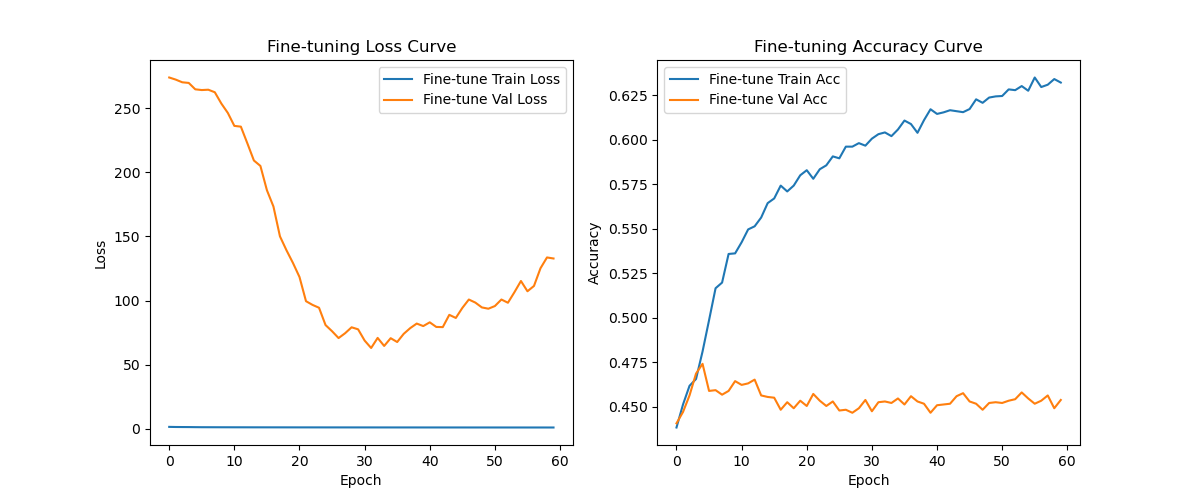 Fine-tuning Loss Curve
Fine-tune Train Loss
Fine-tune Val Loss
250
200
150
100
50
0
Loss
0 10 20 30 40 50 60
Epoch
Fine-tuning Accuracy Curve
Fine-tune Train Acc
Fine-tune Val Acc
0.625
0.600
0.575
0.550
0.525
0.500
0.475
0.450
Accuracy
0 10 20 30 40 50 60
Epoch